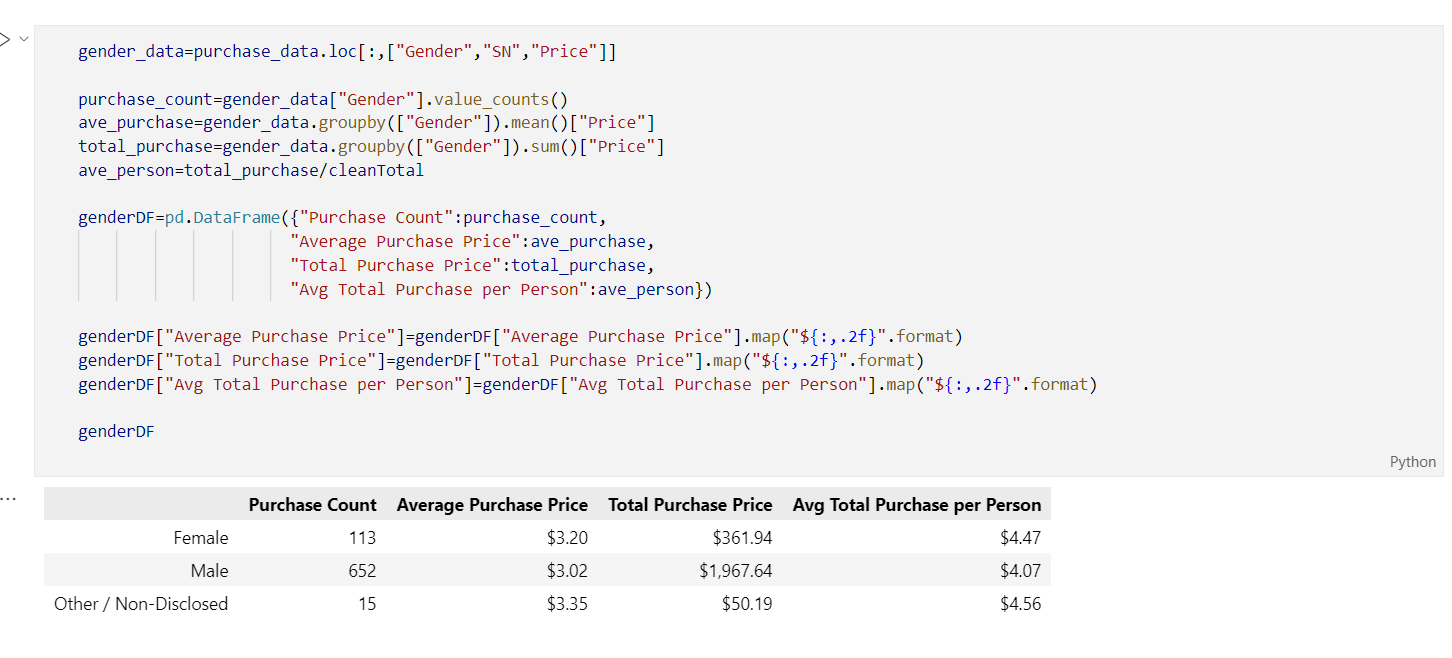 gender_data=purchase_data.loc[:,["Gender","SN","Price"]]
purchase_count=gender_data["Gender"].value_counts()
ave_purchase=gender_data.groupby(["Gender"]).mean()["Price"]
total_purchase=gender_data.groupby(["Gender"]).sum()["Price"]
ave_person=total_purchase/cleanTotal
genderDF=pd.DataFrame({"Purchase Count":purchase_count,
"Average Purchase Price":ave_purchase,
"Total Purchase Price":total_purchase,
"Avg Total Purchase per Person":ave_person})
genderDF["Average Purchase Price"]=genderDF["Average Purchase Price"].map("${:,.2f}".format)
genderDF["Total Purchase Price"]=genderDF["Total Purchase Price"].map("${:,.2f}".format)
genderDF["Avg Total Purchase per Person"]=genderDF["Avg Total Purchase per Person"].map("${:,.2f}".format)
genderDF
Python
... Purchase Count Average Purchase Price Total Purchase Price Avg Total Purchase per Person
Female 113 $3.20 $361.94 $4.47
Male 652 $3.02 $1,967.64 $4.07
Other / Non-Disclosed 15 $3.35 $50.19 $4.56